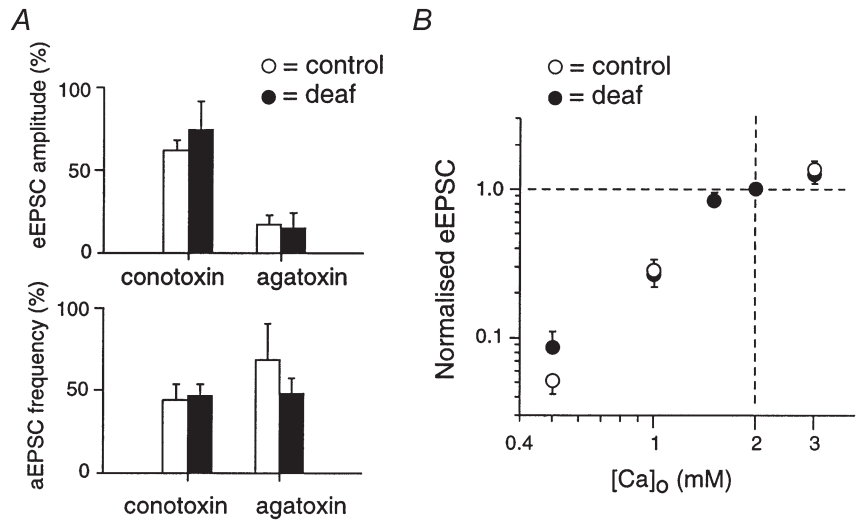 A
= control
= deaf
eEPSC amplitude (%)
100
50
0
conotoxin agatoxin
aEPSC frequency (%)
100
50
0
conotoxin agatoxin
B
= control
= deaf
Normalised eEPSC
1.0
0.1
0.4 1 2 3
[Ca]o (mM)